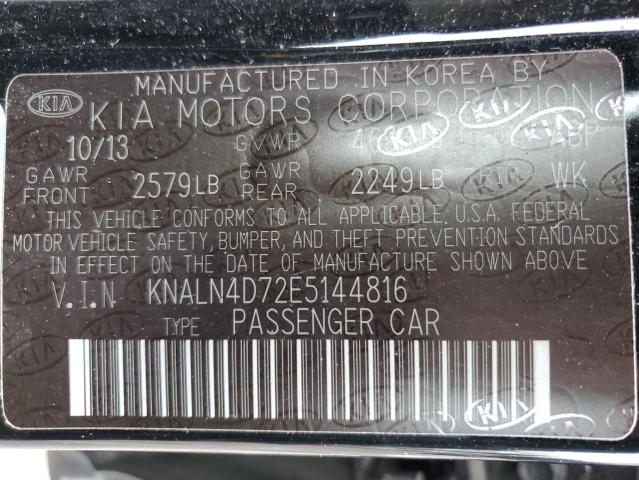 MANUFACTURED IN KOREA BY
KIA KIA MOTORS CORPORATION
10/13 GVWR
GAWR FRONT 2579LB GAWR REAR 2249LB WK
THIS VEHICLE CONFORMS TO ALL APPLICABLE, U.S.A. FEDERAL
MOTOR VEHICLE SAFETY, BUMPER, AND THEFT PREVENTION STANDARDS
IN EFFECT ON THE DATE OF MANUFACTURE SHOWN ABOVE
V.I.N KNALN4D72E5144816
TYPE PASSENGER CAR